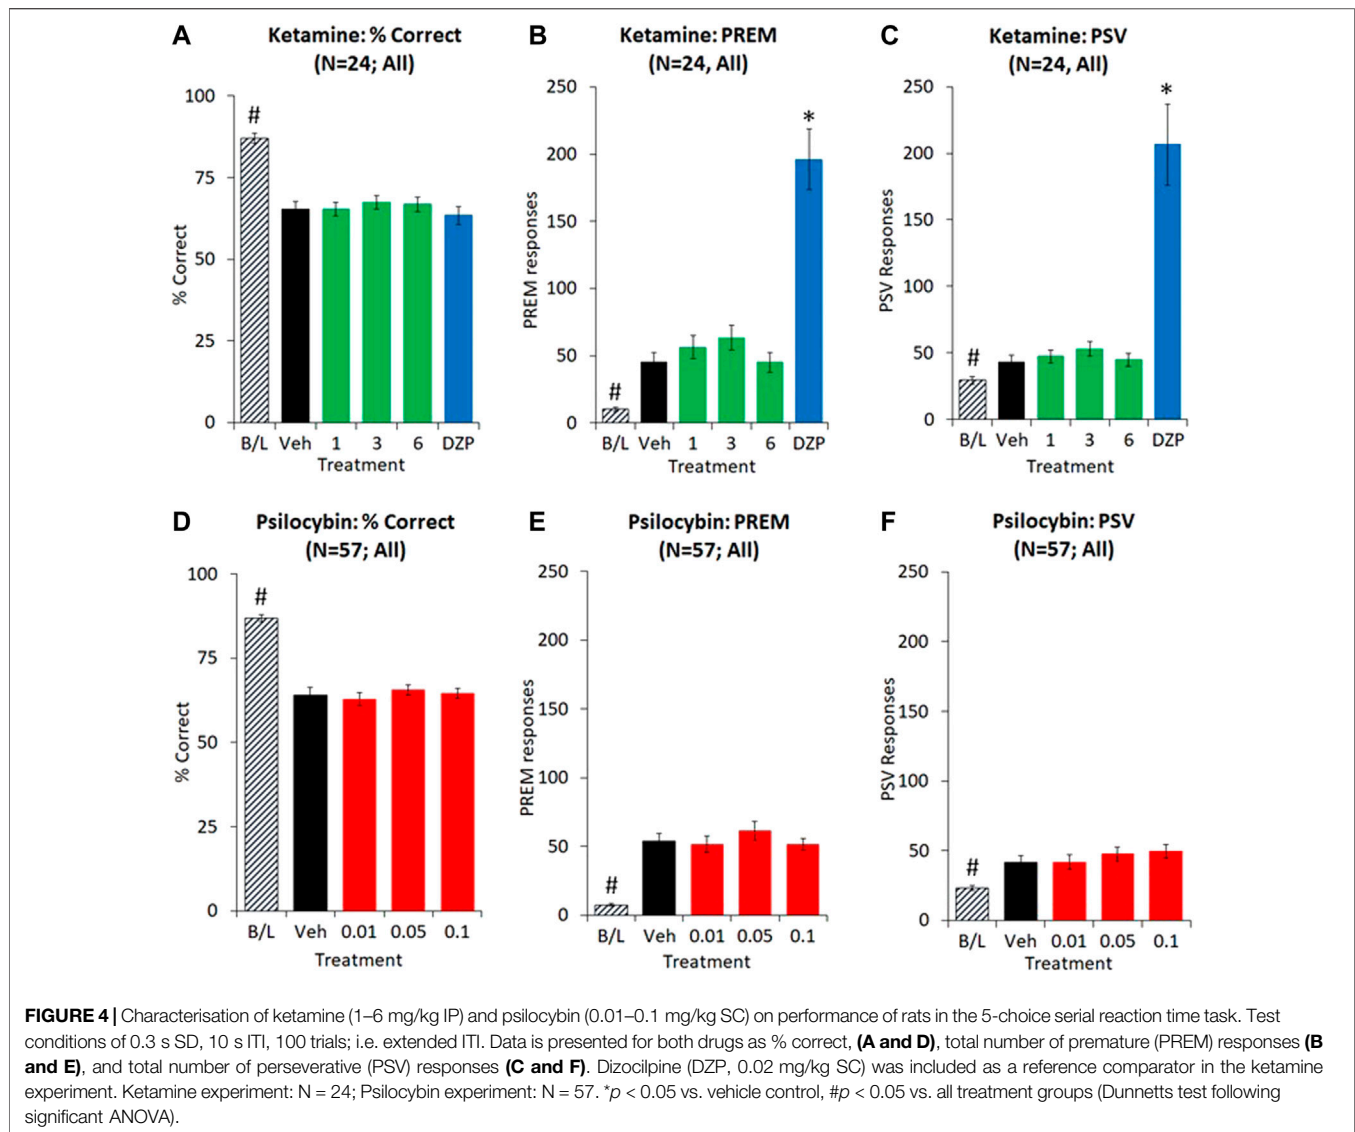 A
Ketamine: % Correct
(N=24; All)
100
75
50
25
0
% Correct
#
B/L Veh 1 3 6 DZP
Treatment
B
Ketamine: PREM
(N=24, All)
250
200
150
100
50
0
PREM responses
#
*
B/L Veh 1 3 6 DZP
Treatment
C
Ketamine: PSV
(N=24, All)
250
200
150
100
50
0
PSV Responses
#
*
B/L Veh 1 3 6 DZP
Treatment
D
Psilocybin: % Correct
(N=57; All)
100
75
50
25
0
% Correct
#
B/L Veh 0.01 0.05 0.1
Treatment
E
Psilocybin: PREM
(N=57; All)
250
200
150
100
50
0
PREM responses
#
B/L Veh 0.01 0.05 0.1
Treatment
F
Psilocybin: PSV
(N=57; All)
250
200
150
100
50
0
PSV Responses
#
B/L Veh 0.01 0.05 0.1
Treatment
FIGURE 4 | Characterisation of ketamine (1–6 mg/kg IP) and psilocybin (0.01–0.1 mg/kg SC) on performance of rats in the 5-choice serial reaction time task. Test
conditions of 0.3 s SD, 10 s ITI, 100 trials; i.e. extended ITI. Data is presented for both drugs as % correct, (A and D), total number of premature (PREM) responses (B
and E), and total number of perseverative (PSV) responses (C and F). Dizocilpine (DZP, 0.02 mg/kg SC) was included as a reference comparator in the ketamine
experiment. Ketamine experiment: N = 24; Psilocybin experiment: N = 57. *p < 0.05 vs. vehicle control, #p < 0.05 vs. all treatment groups (Dunnetts test following
significant ANOVA).